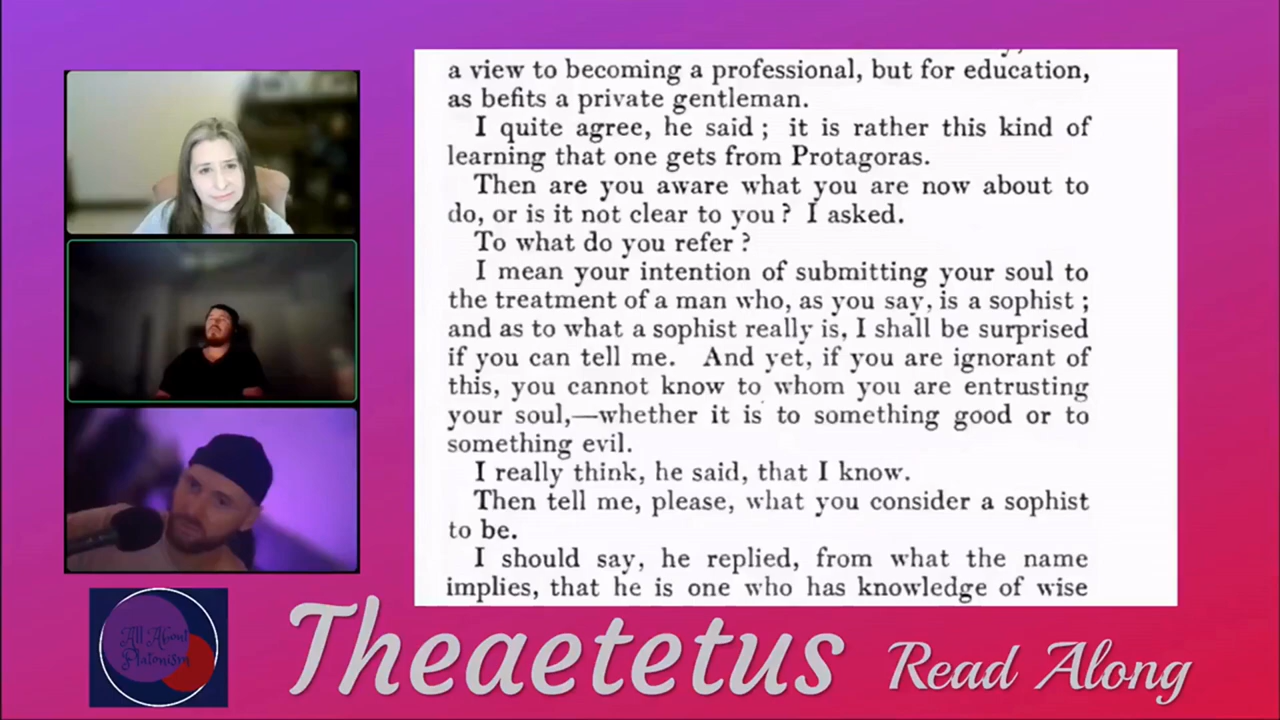 a view to becoming a professional, but for education,
as befits a private gentleman.
I quite agree, he said ; it is rather this kind of
learning that one gets from Protagoras.
Then are you aware what you are now about to
do, or is it not clear to you ? I asked.
To what do you refer ?
I mean your intention of submitting your soul to
the treatment of a man who, as you say, is a sophist ;
and as to what a sophist really is, I shall be surprised
if you can tell me. And yet, if you are ignorant of
this, you cannot know to whom you are entrusting
your soul,—whether it is to something good or to
something evil.
I really think, he said, that I know.
Then tell me, please, what you consider a sophist
to be.
I should say, he replied, from what the name
implies, that he is one who has knowledge of wise
All About
Platonism
Theaetetus Read Along